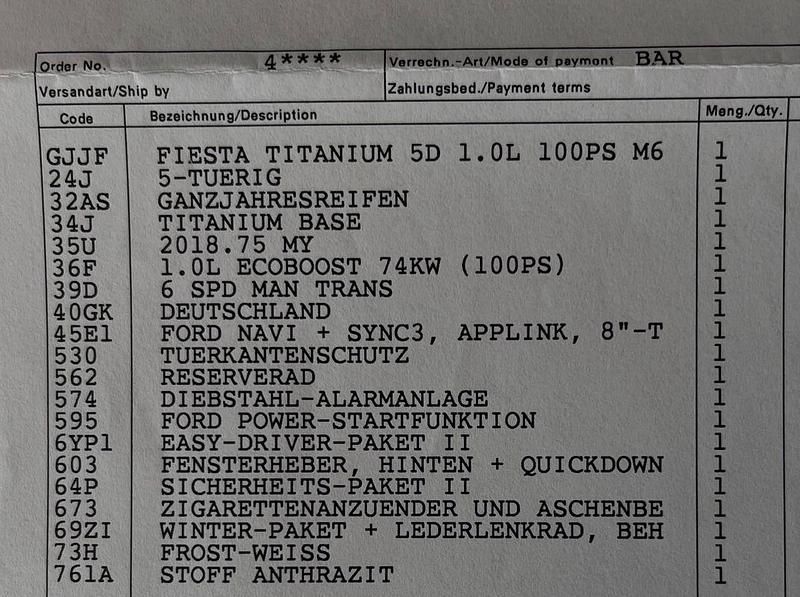 Order No. 4**** Verrechn.-Art/Mode of payment BAR
Versandart/Ship by Zahlungsbed./Payment terms
Code Bezeichnung/Description Meng./Qty.
GJJF FIESTA TITANIUM 5D 1.0L 100PS M6 1
24J 5-TUERIG 1
32AS GANZJAHRESREIFEN 1
34J TITANIUM BASE 1
35U 2018.75 MY 1
36F 1.0L ECOBOOST 74KW (100PS) 1
39D 6 SPD MAN TRANS 1
40GK DEUTSCHLAND 1
45E1 FORD NAVI + SYNC3, APPLINK, 8"-T 1
530 TUERKANTENSCHUTZ 1
562 RESERVERAD 1
574 DIEBSTAHL-ALARMANLAGE 1
595 FORD POWER-STARTFUNKTION 1
6YP1 EASY-DRIVER-PAKET II 1
603 FENSTERHEBER, HINTEN + QUICKDOWN 1
64P SICHERHEITS-PAKET II 1
673 ZIGARETTENANZUENDER UND ASCHENBE 1
69ZI WINTER-PAKET + LEDERLENKRAD, BEH 1
73H FROST-WEISS 1
761A STOFF ANTHRAZIT 1